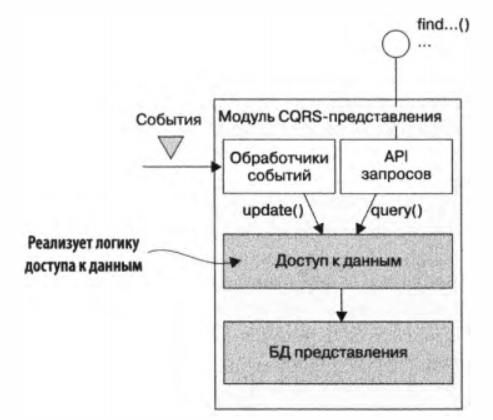 find...()
...
События
Модуль CQRS-представления
Обработчики
событий
API
запросов
update()
query()
Реализует логику
доступа к данным
Доступ к данным
БД представления